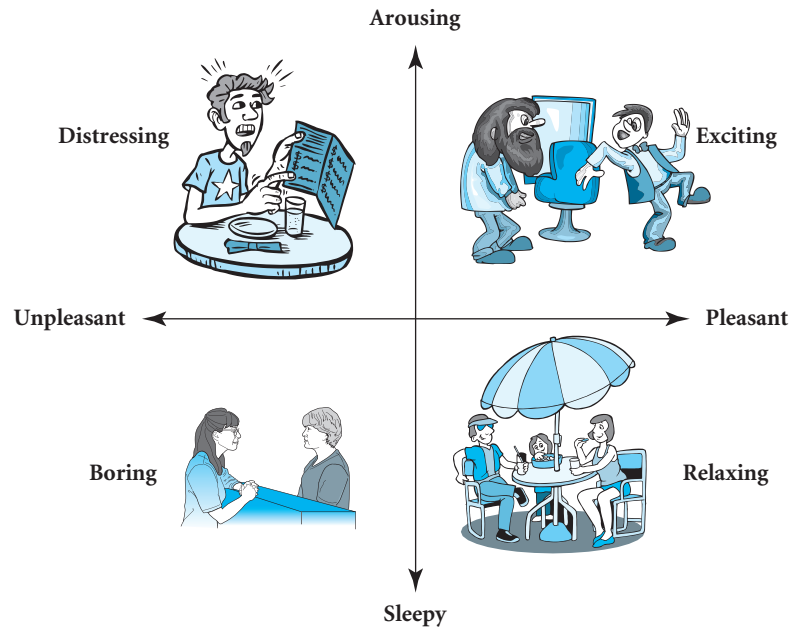 Arousing
Distressing
Exciting
Unpleasant
Pleasant
Boring
Relaxing
Sleepy